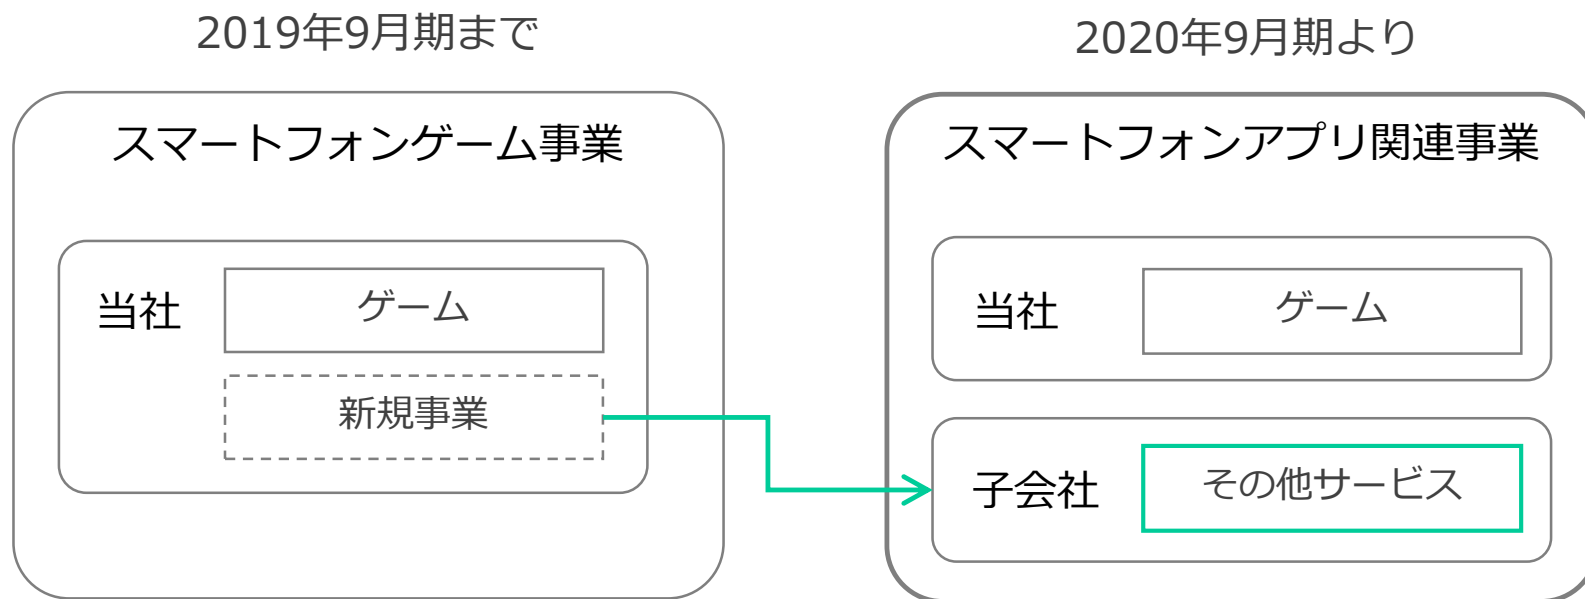 2019年9月期まで
スマートフォンゲーム事業
当社
ゲーム
新規事業
2020年9月期より
スマートフォンアプリ関連事業
当社
ゲーム
子会社
その他サービス